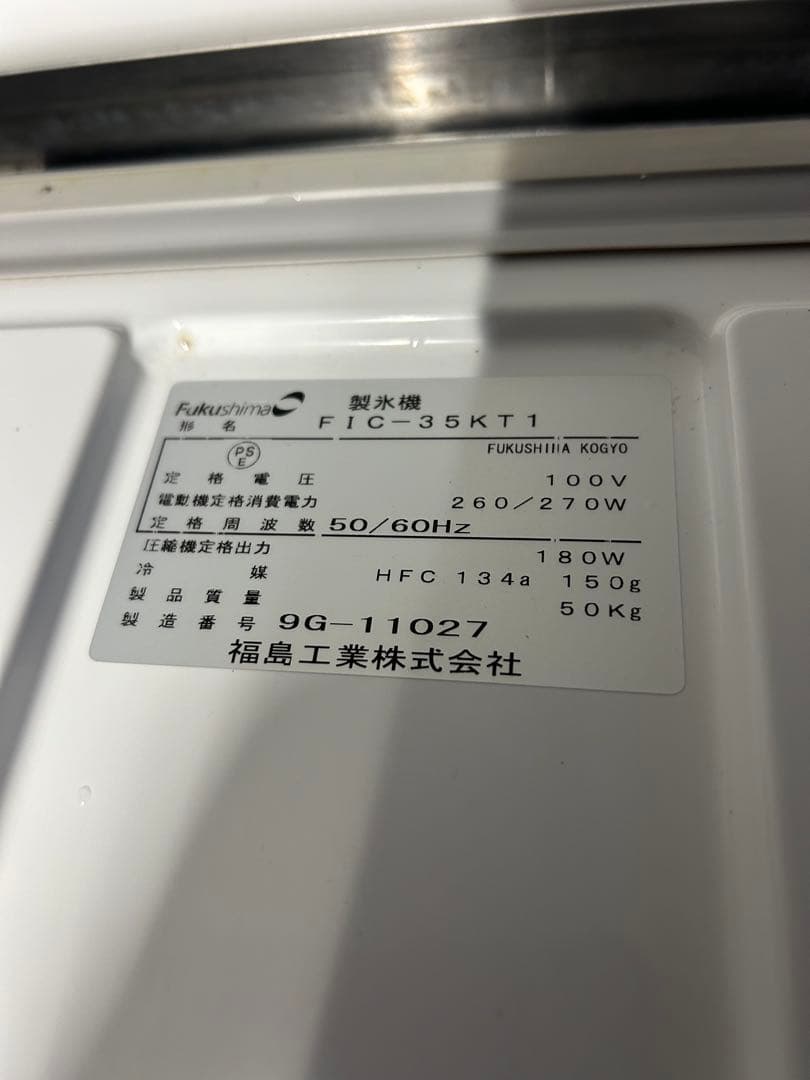 Fukushima 製氷機
形名 FIC-35KT1
PS E FUKUSHIMA KOGYO
定格電圧 100V
電動機定格消費電力 260/270W
定格周波数 50/60Hz
圧縮機定格出力 180W
冷媒 HFC 134a 150g
製品質量 50Kg
製造番号 9G-11027
福島工業株式会社